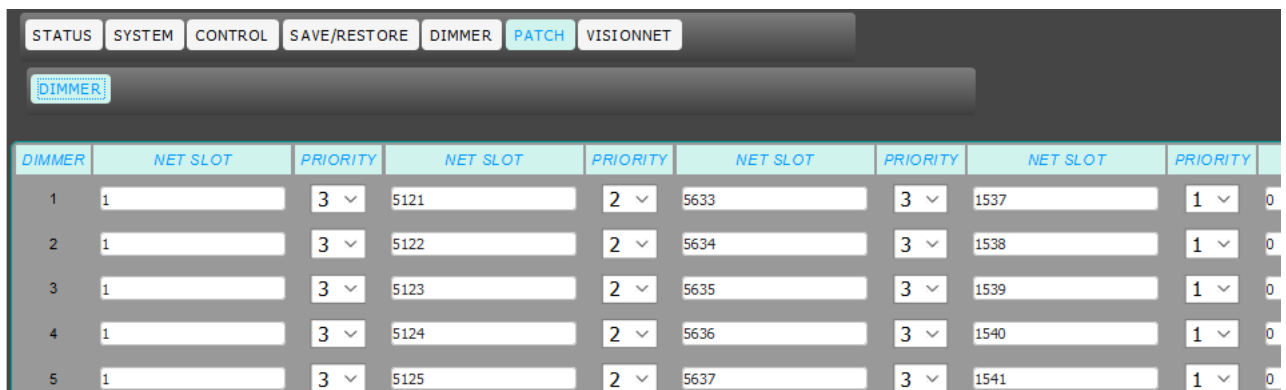 STATUS SYSTEM CONTROL SAVE/RESTORE DIMMER PATCH VISIONNET
DIMMER
DIMMER NET SLOT PRIORITY NET SLOT PRIORITY NET SLOT PRIORITY NET SLOT PRIORITY
1 1 3 5121 2 5633 3 1537 1 0
2 1 3 5122 2 5634 3 1538 1 0
3 1 3 5123 2 5635 3 1539 1 0
4 1 3 5124 2 5636 3 1540 1 0
5 1 3 5125 2 5637 3 1541 1 0